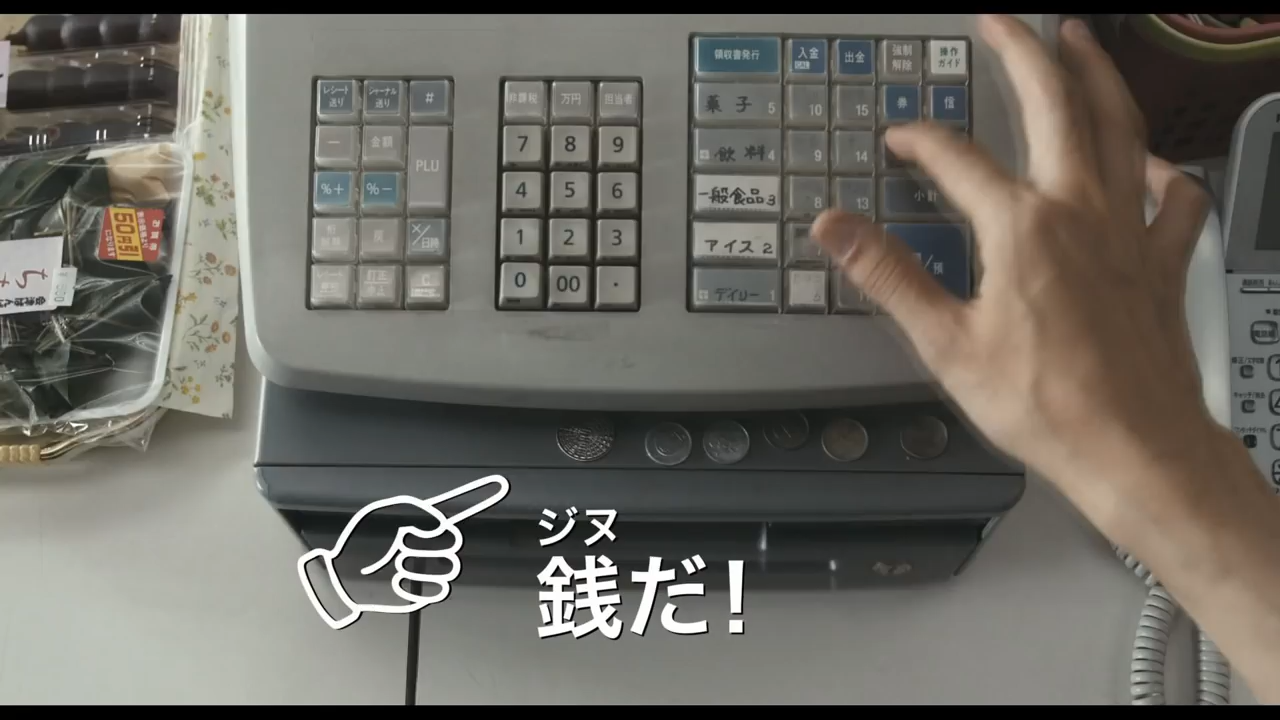 領収書発行 入金 出金 強制解除 操作ガイド
CAL
レシート送り ジャーナル送り #
非課税 万円 担当者
菓子 5 10 15 券 信
一 金額 PLU
7 8 9
飲料 4 9 14
%+ %-
4 5 6
一般食品 3 8 13 小計
×/日時
1 2 3
アイス 2
訂正 C
0 00 ・
デイリー 1
50円引
ジヌ
銭だ!